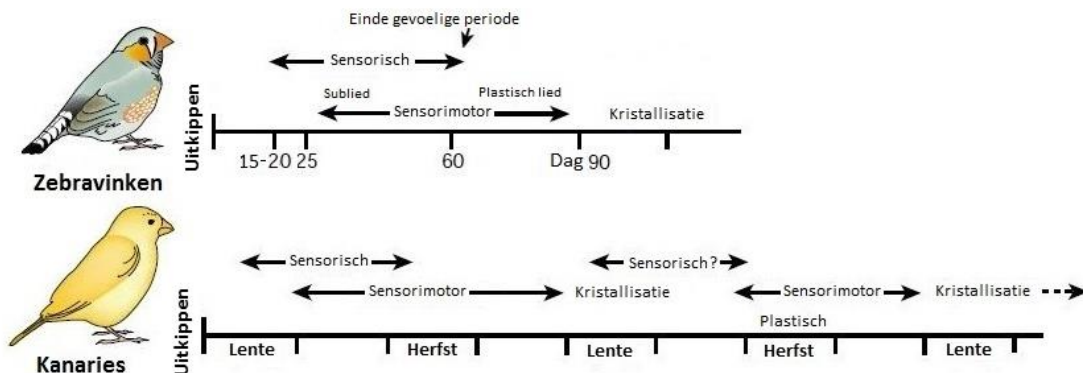 Einde gevoelige periode
Sensorisch
Sublied
Sensorimotor
Plastisch lied
Kristallisatie
Uitkippen
15-20 25 60 Dag 90
Zebravinken
Sensorisch Sensorisch?
Sensorimotor Kristallisatie Sensorimotor Kristallisatie
Uitkippen
Plastisch
Lente Herfst Lente Herfst Lente
Kanaries